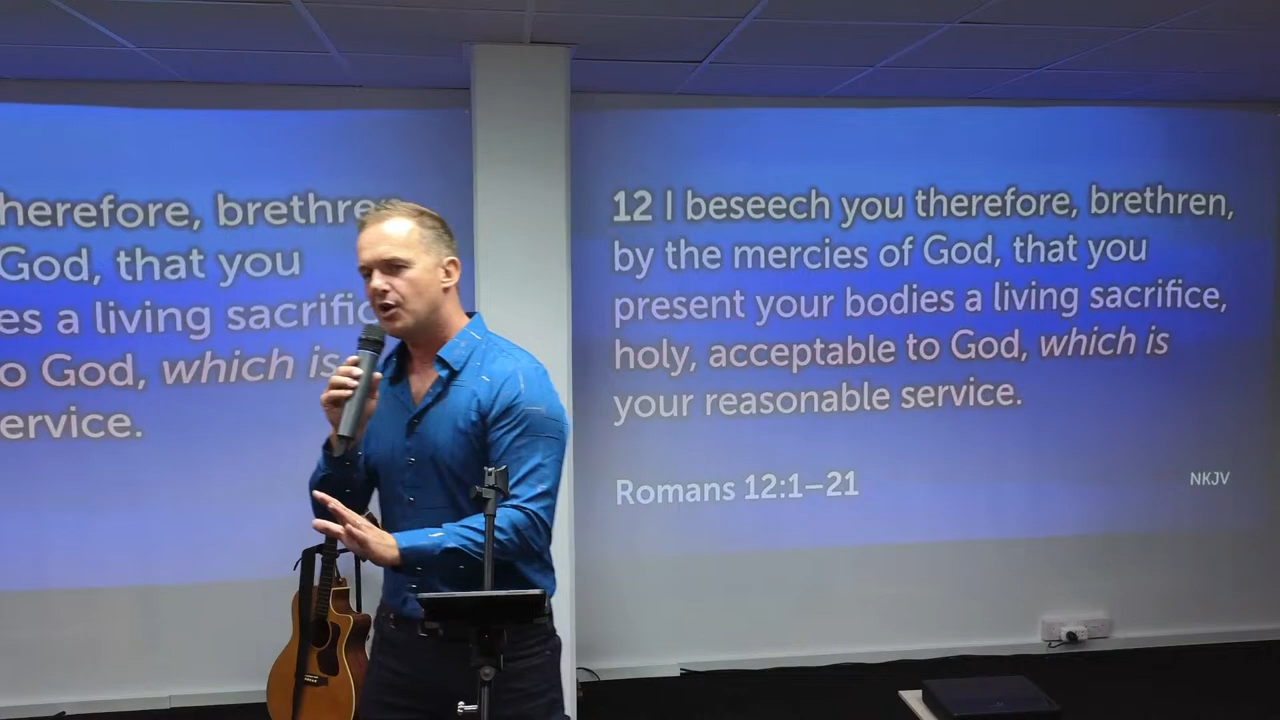 herefore, brethre
God, that you
es a living sacrific
o God, which is
ervice.
12 I beseech you therefore, brethren,
by the mercies of God, that you
present your bodies a living sacrifice,
holy, acceptable to God, which is
your reasonable service.
Romans 12:1–21
NKJV